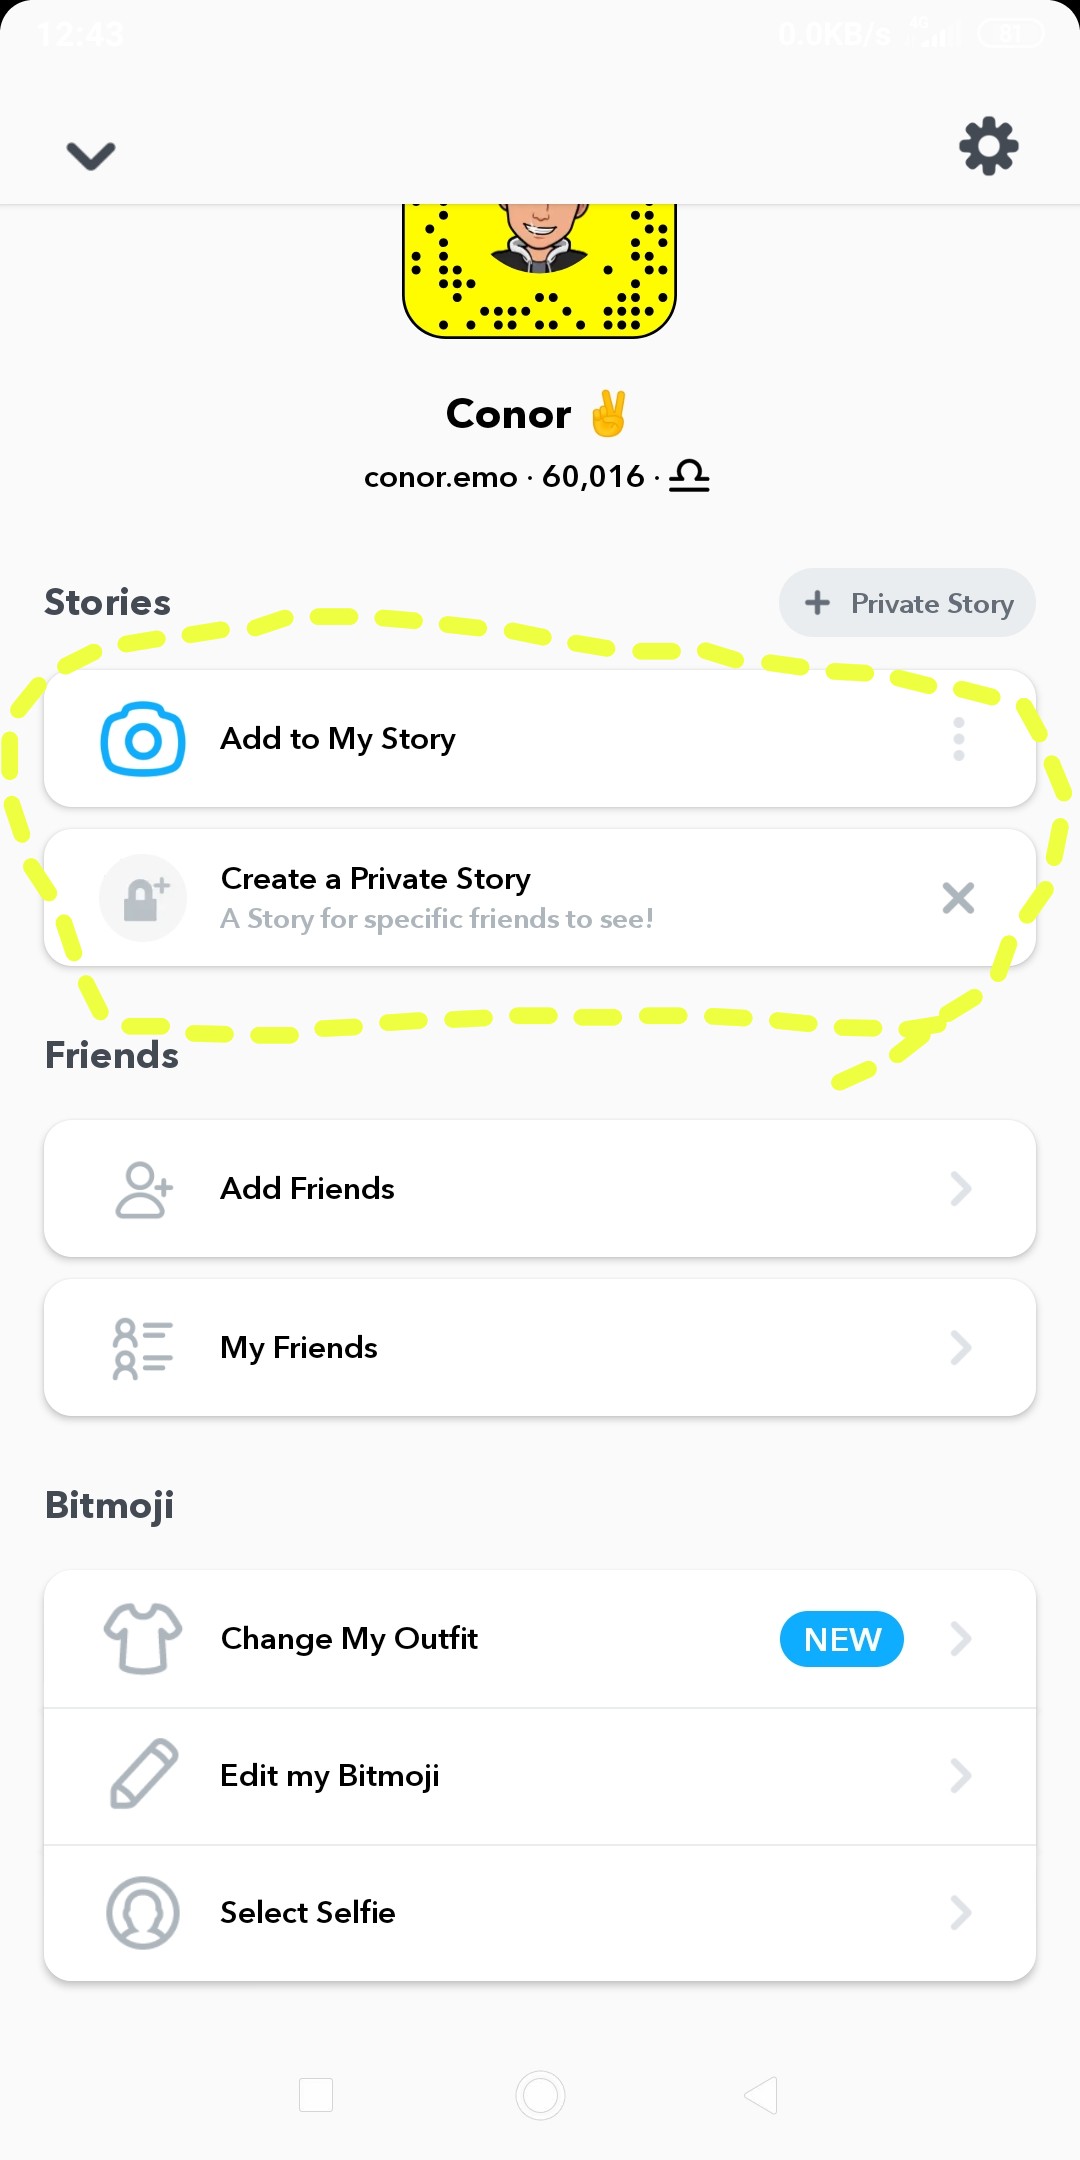 12:43
0.0KB/s 4G 81
Conor ✌
conor.emo · 60,016 · ♎
Stories
+ Private Story
Add to My Story
Create a Private Story
A Story for specific friends to see!
Friends
Add Friends
My Friends
Bitmoji
Change My Outfit
NEW
Edit my Bitmoji
Select Selfie